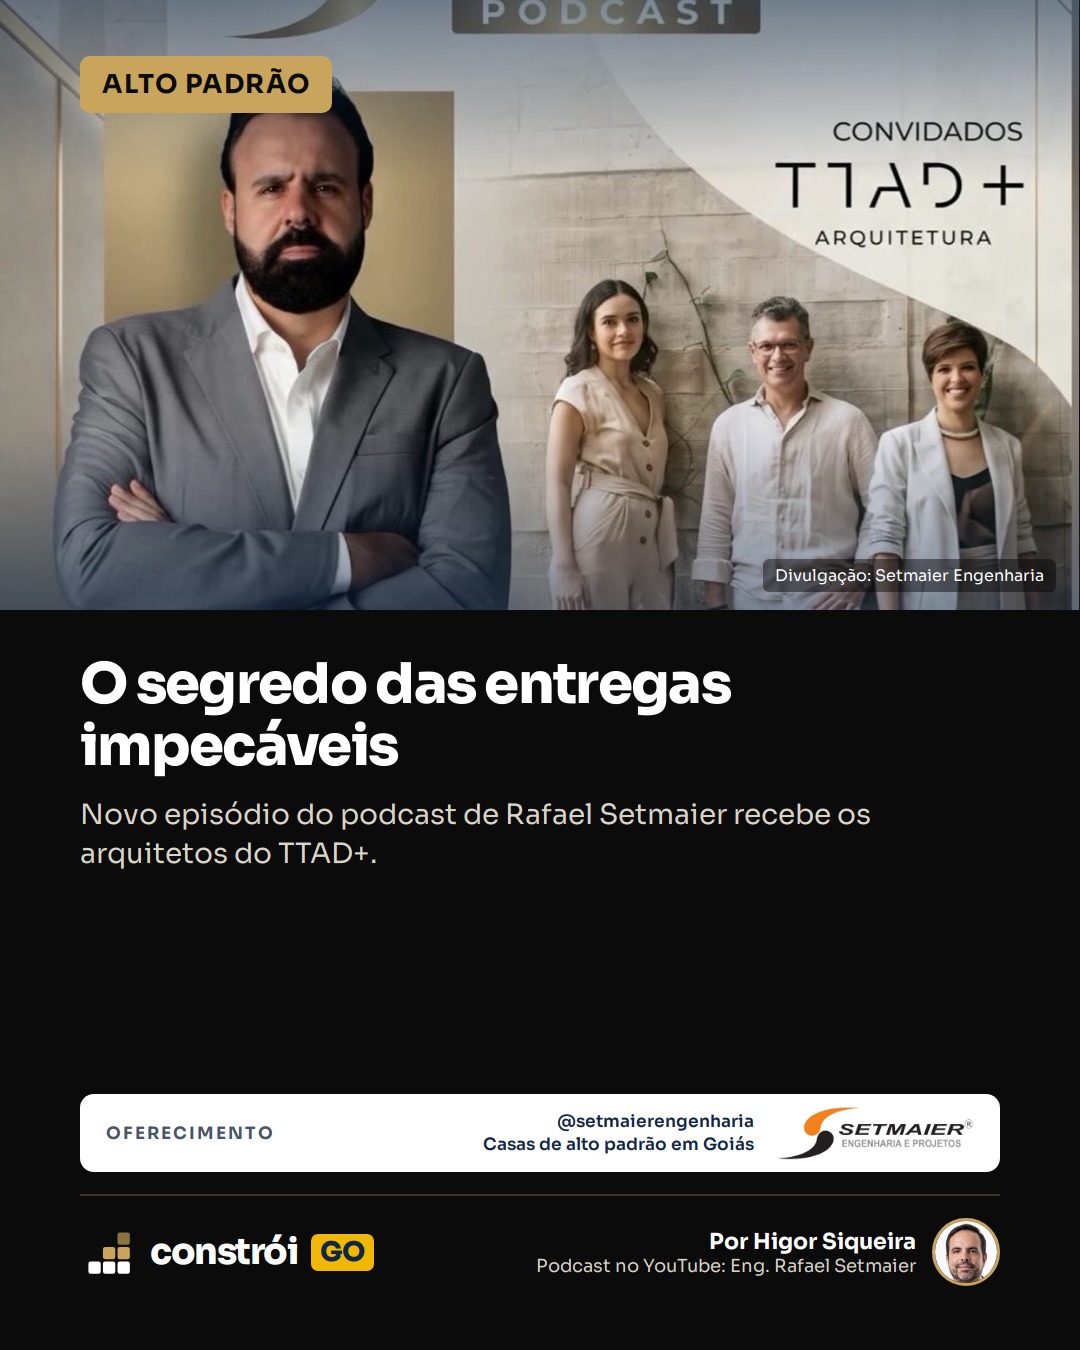 PODCAST
ALTO PADRÃO
CONVIDADOS
TTAD+
ARQUITETURA
Divulgação: Setmaier Engenharia
O segredo das entregas
impecáveis
Novo episódio do podcast de Rafael Setmaier recebe os
arquitetos do TTAD+.
OFERECIMENTO
@setmaierengenharia
Casas de alto padrão em Goiás
SETMAIER®
ENGENHARIA E PROJETOS
constrói GO
Por Higor Siqueira
Podcast no YouTube: Eng. Rafael Setmaier